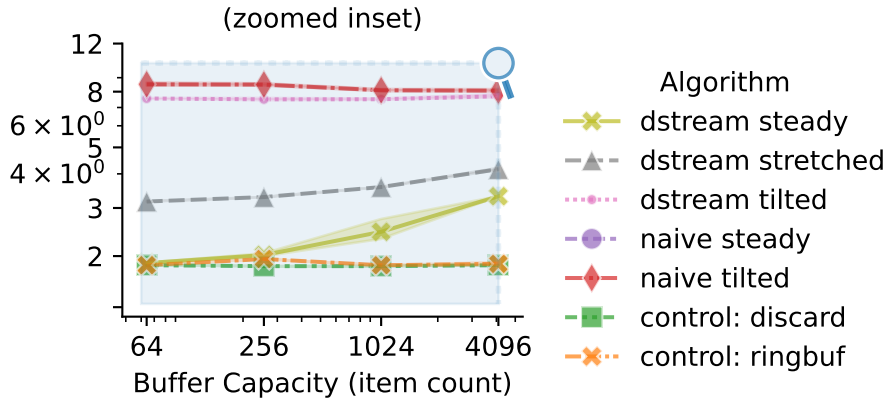 (zoomed inset)
12
8
6 × 10⁰
5
4 × 10⁰
3
2
64 256 1024 4096
Buffer Capacity (item count)
Algorithm
dstream steady
dstream stretched
dstream tilted
naive steady
naive tilted
control: discard
control: ringbuf